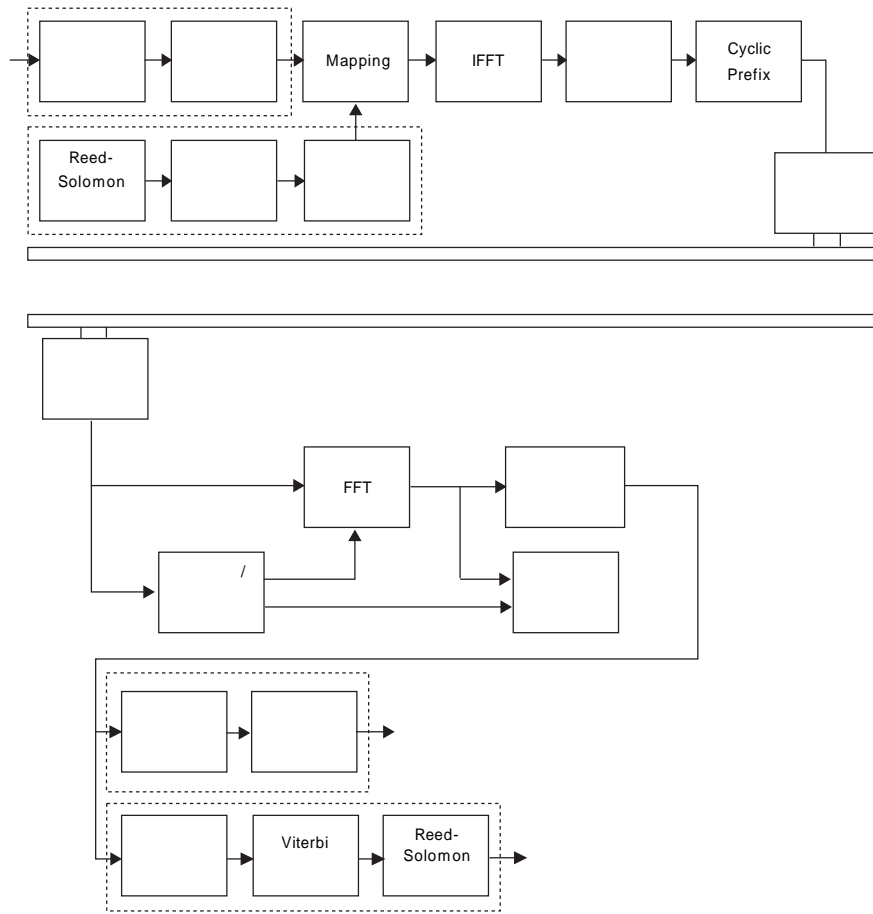 Mapping
IFFT
Cyclic
Prefix
Reed-
Solomon
FFT
/
Viterbi
Reed-
Solomon